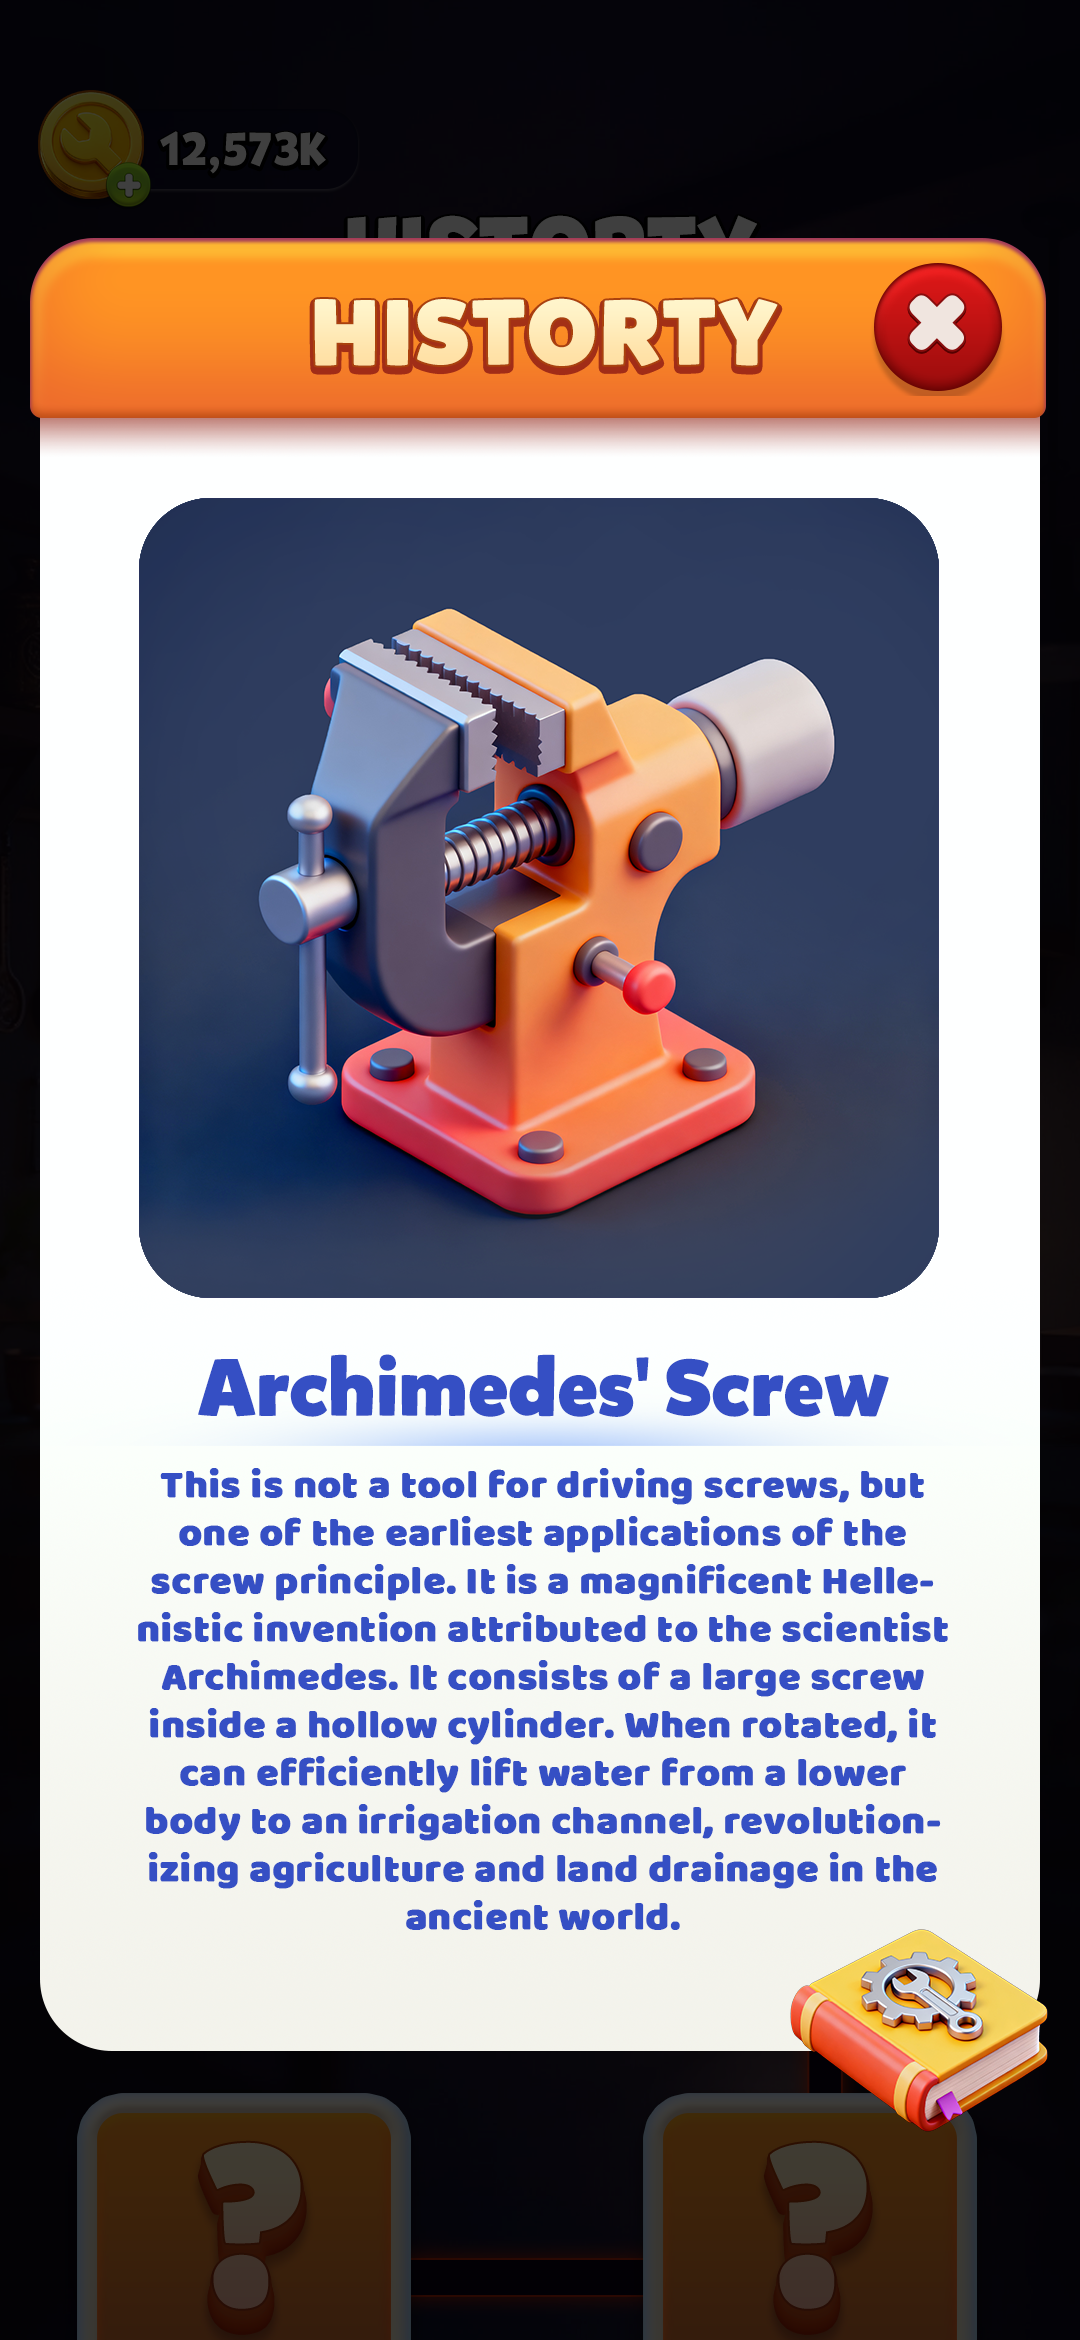 12,573K
HISTORTY
HISTORTY
Archimedes' Screw
This is not a tool for driving screws, but
one of the earliest applications of the
screw principle. It is a magnificent Helle-
nistic invention attributed to the scientist
Archimedes. It consists of a large screw
inside a hollow cylinder. When rotated, it
can efficiently lift water from a lower
body to an irrigation channel, revolution-
izing agriculture and land drainage in the
ancient world.
?
?